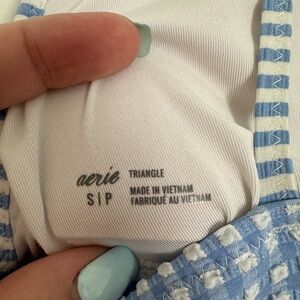 aerie TRIANGLE
S|P MADE IN VIETNAM
FABRIQUÉ AU VIETNAM